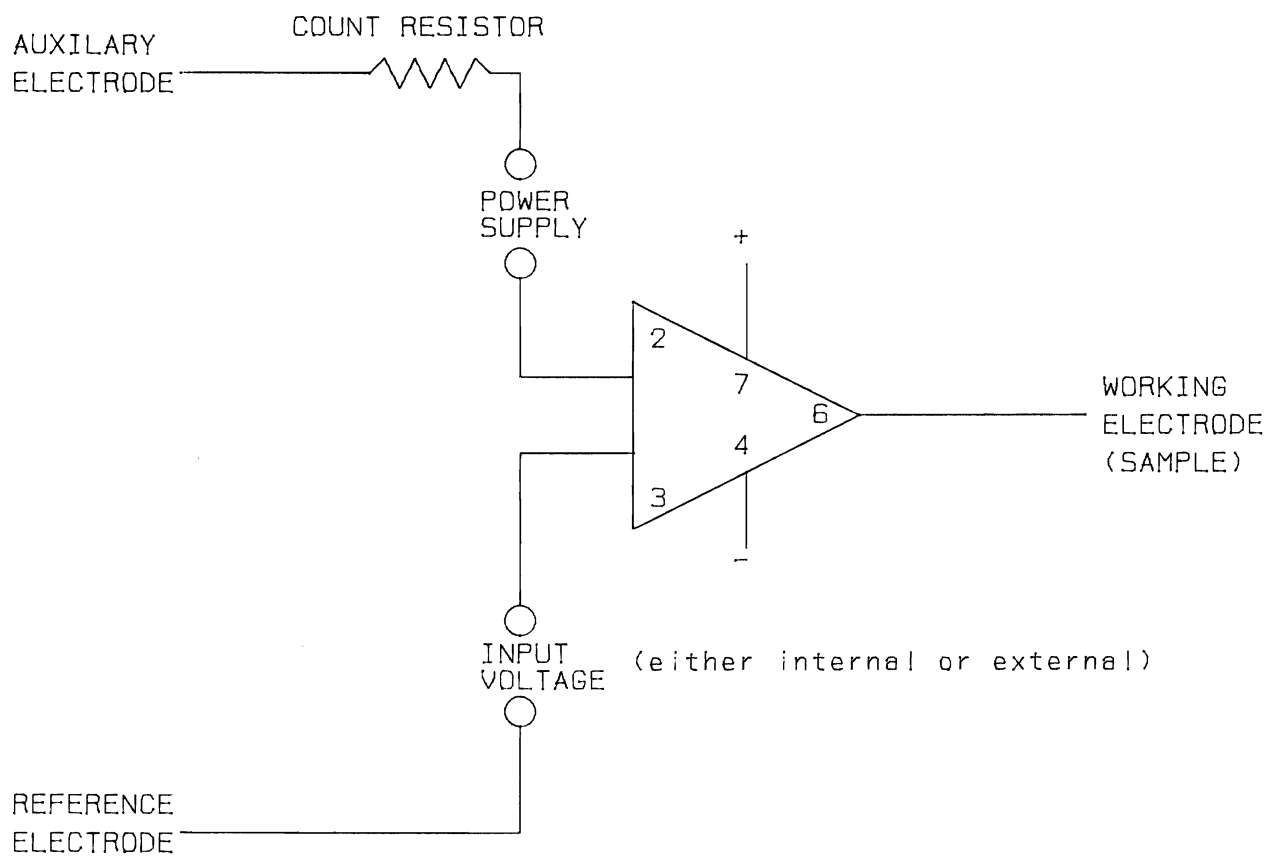 COUNT RESISTOR
AUXILARY
ELECTRODE
POWER
SUPPLY
+
2
7
6
4
3
-
WORKING
ELECTRODE
(SAMPLE)
INPUT
VOLTAGE
(either internal or external)
REFERENCE
ELECTRODE